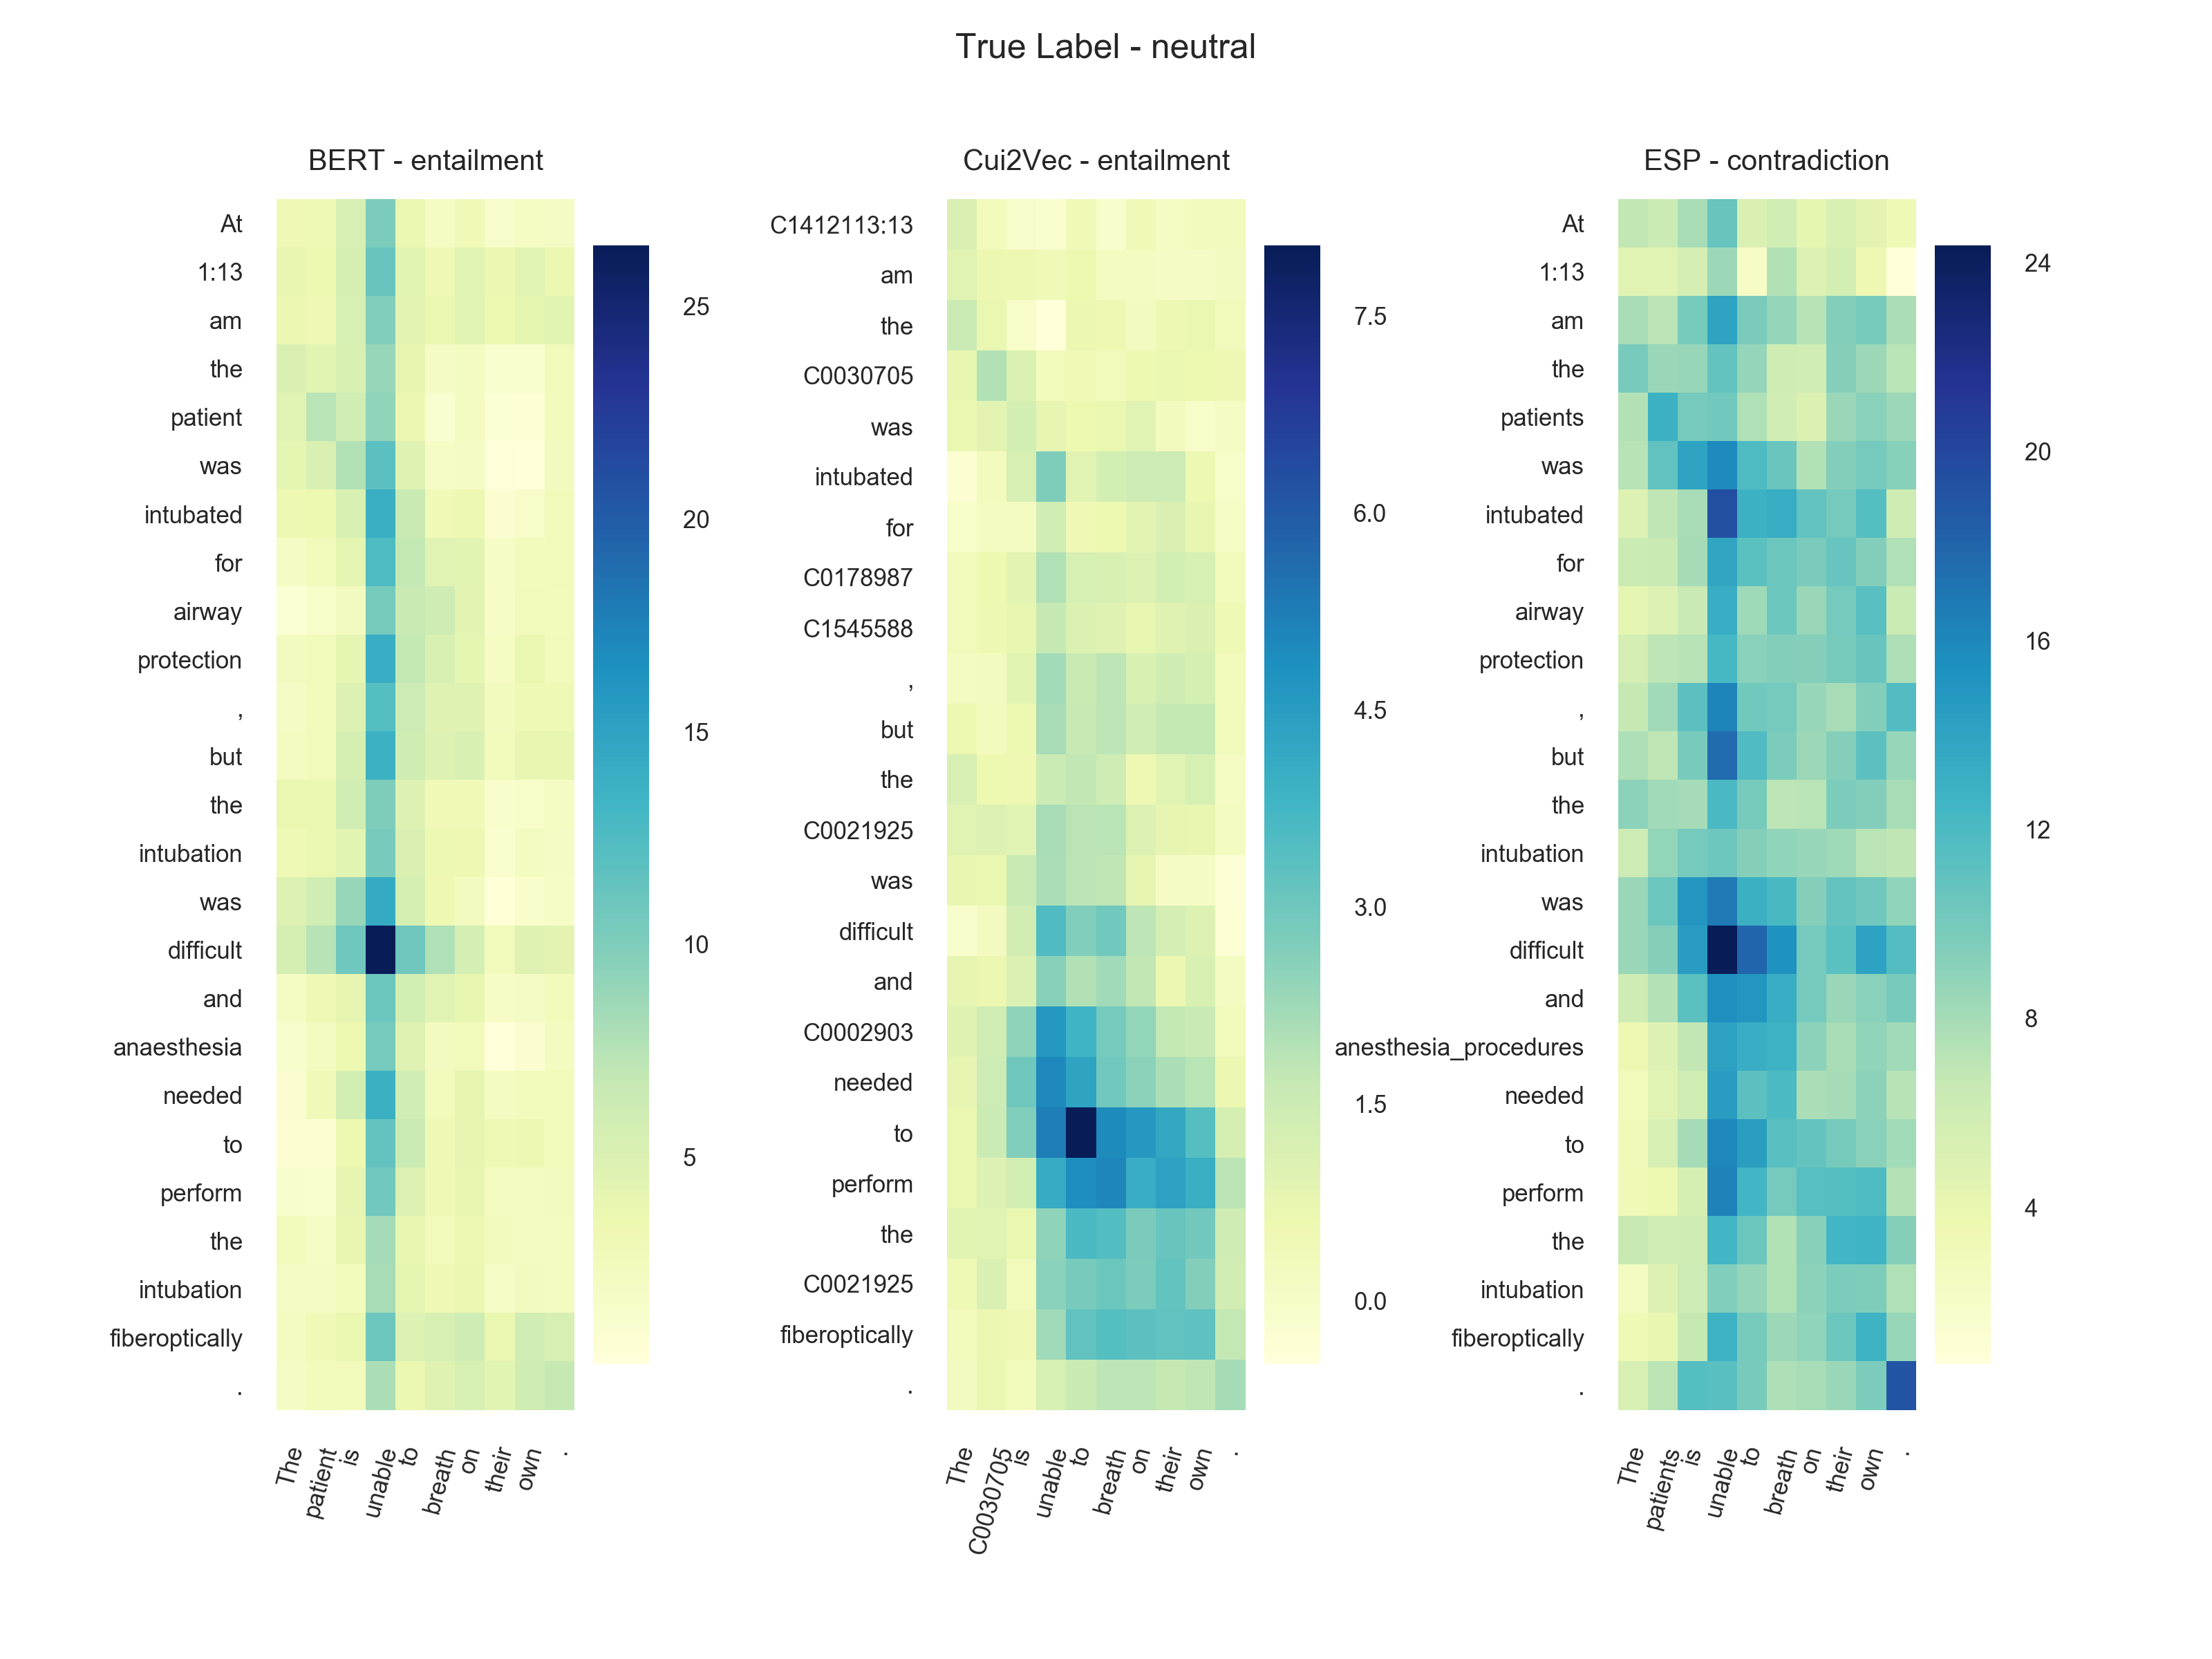 True Label - neutral
BERT - entailment
At
1:13
am
the
patient
was
intubated
for
airway
protection
,
but
the
intubation
was
difficult
and
anaesthesia
needed
to
perform
the
intubation
fiberoptically
.
The
patient
is
unable
to
breath
on
their
own
.
25
20
15
10
5
Cui2Vec - entailment
C1412113:13
am
the
C0030705
was
intubated
for
C0178987
C1545588
,
but
the
C0021925
was
difficult
and
C0002903
needed
to
perform
the
C0021925
fiberoptically
.
The
C0030705
is
unable
to
breath
on
their
own
.
7.5
6.0
4.5
3.0
1.5
0.0
ESP - contradiction
At
1:13
am
the
patients
was
intubated
for
airway
protection
,
but
the
intubation
was
difficult
and
anesthesia_procedures
needed
to
perform
the
intubation
fiberoptically
.
The
patients
is
unable
to
breath
on
their
own
.
24
20
16
12
8
4